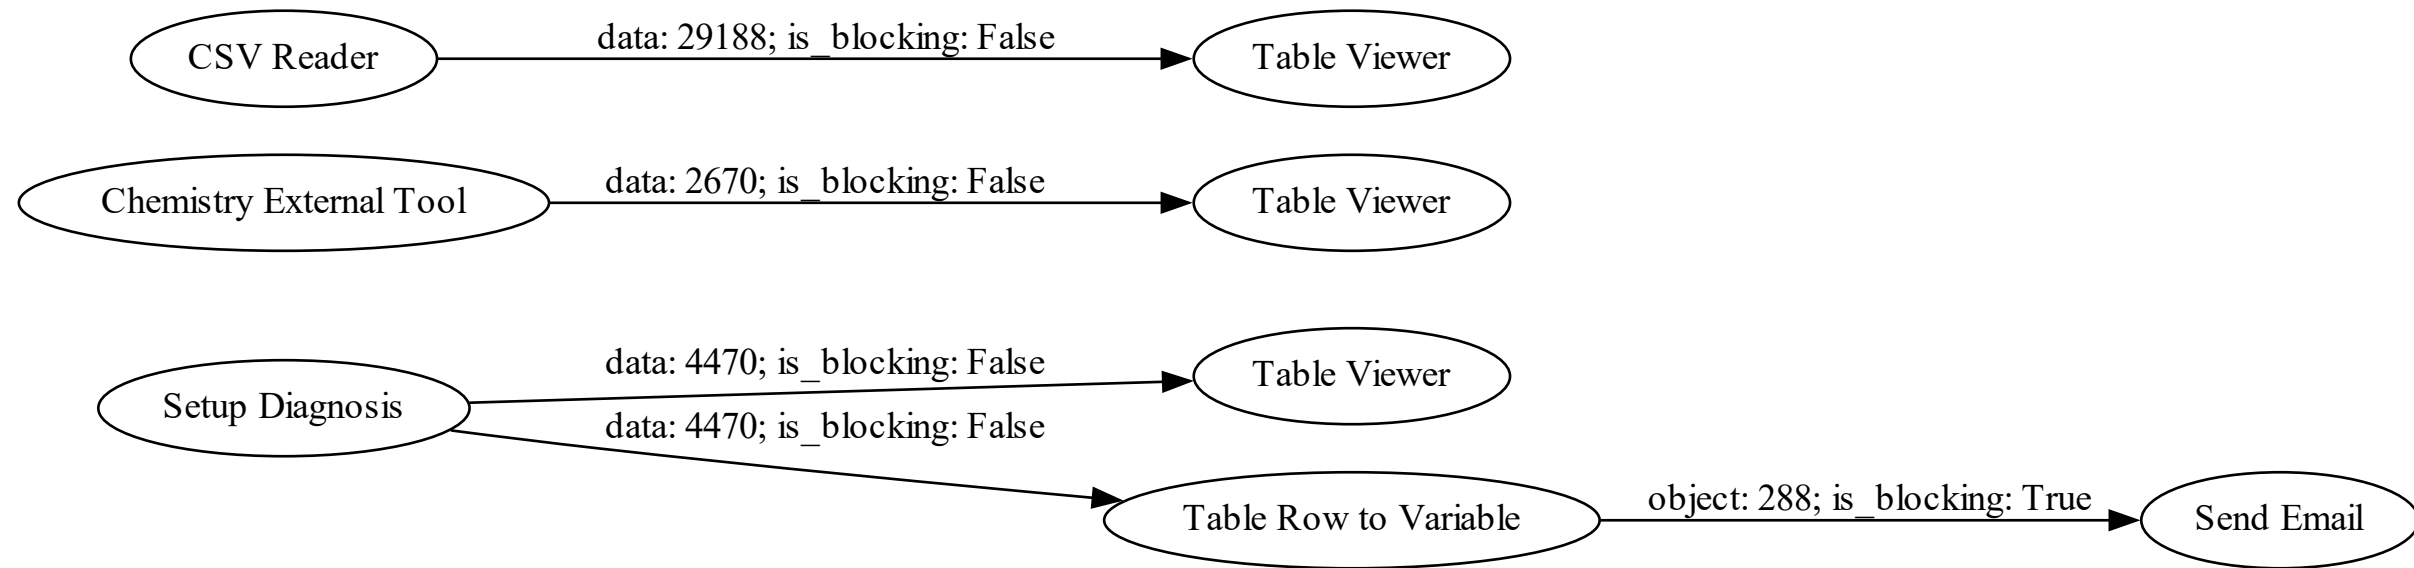 CSV Reader
data: 29188; is_blocking: False
Table Viewer
Chemistry External Tool
data: 2670; is_blocking: False
Table Viewer
Setup Diagnosis
data: 4470; is_blocking: False
Table Viewer
data: 4470; is_blocking: False
Table Row to Variable
object: 288; is_blocking: True
Send Email